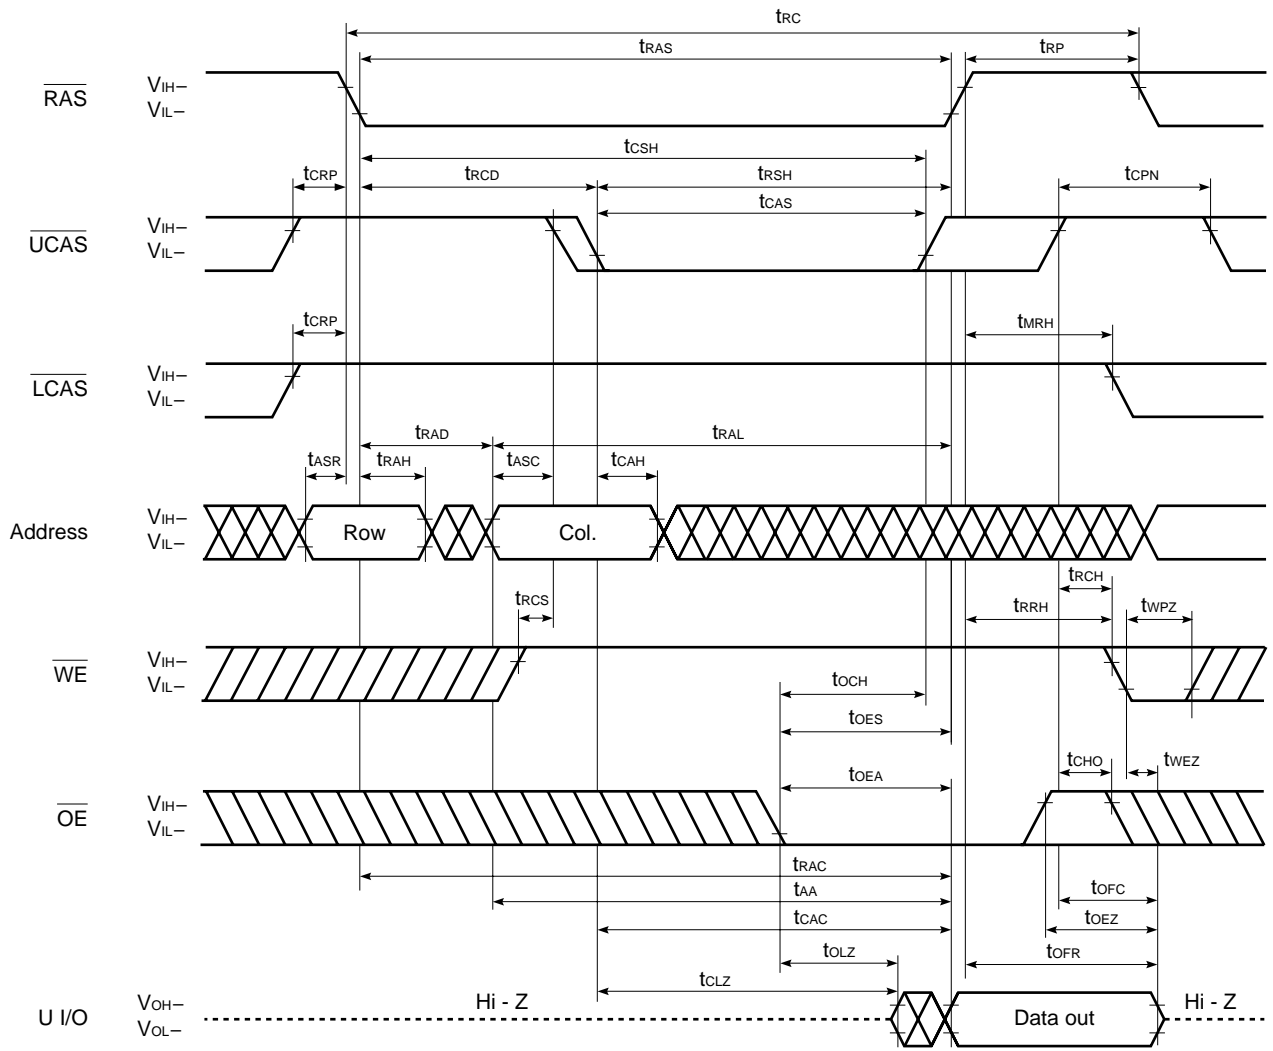 tRC
tRAS tRP
RAS VIH–
VIL–
tCSH
tCRP tRCD tRSH tCPN
tCAS
UCAS VIH–
VIL–
tCRP tMRH
LCAS VIH–
VIL–
tRAD tRAL
tASR tRAH tASC tCAH
Address VIH–
VIL–
Row Col.
tRCH
tRCS tRRH tWPZ
WE VIH–
VIL–
tOCH
tOES
tCHO tWEZ
tOEA
OE VIH–
VIL–
tRAC
tAA tOFC
tCAC tOEZ
tOLZ tOFR
tCLZ
U I/O VOH–
VOL–
Hi - Z Data out Hi - Z